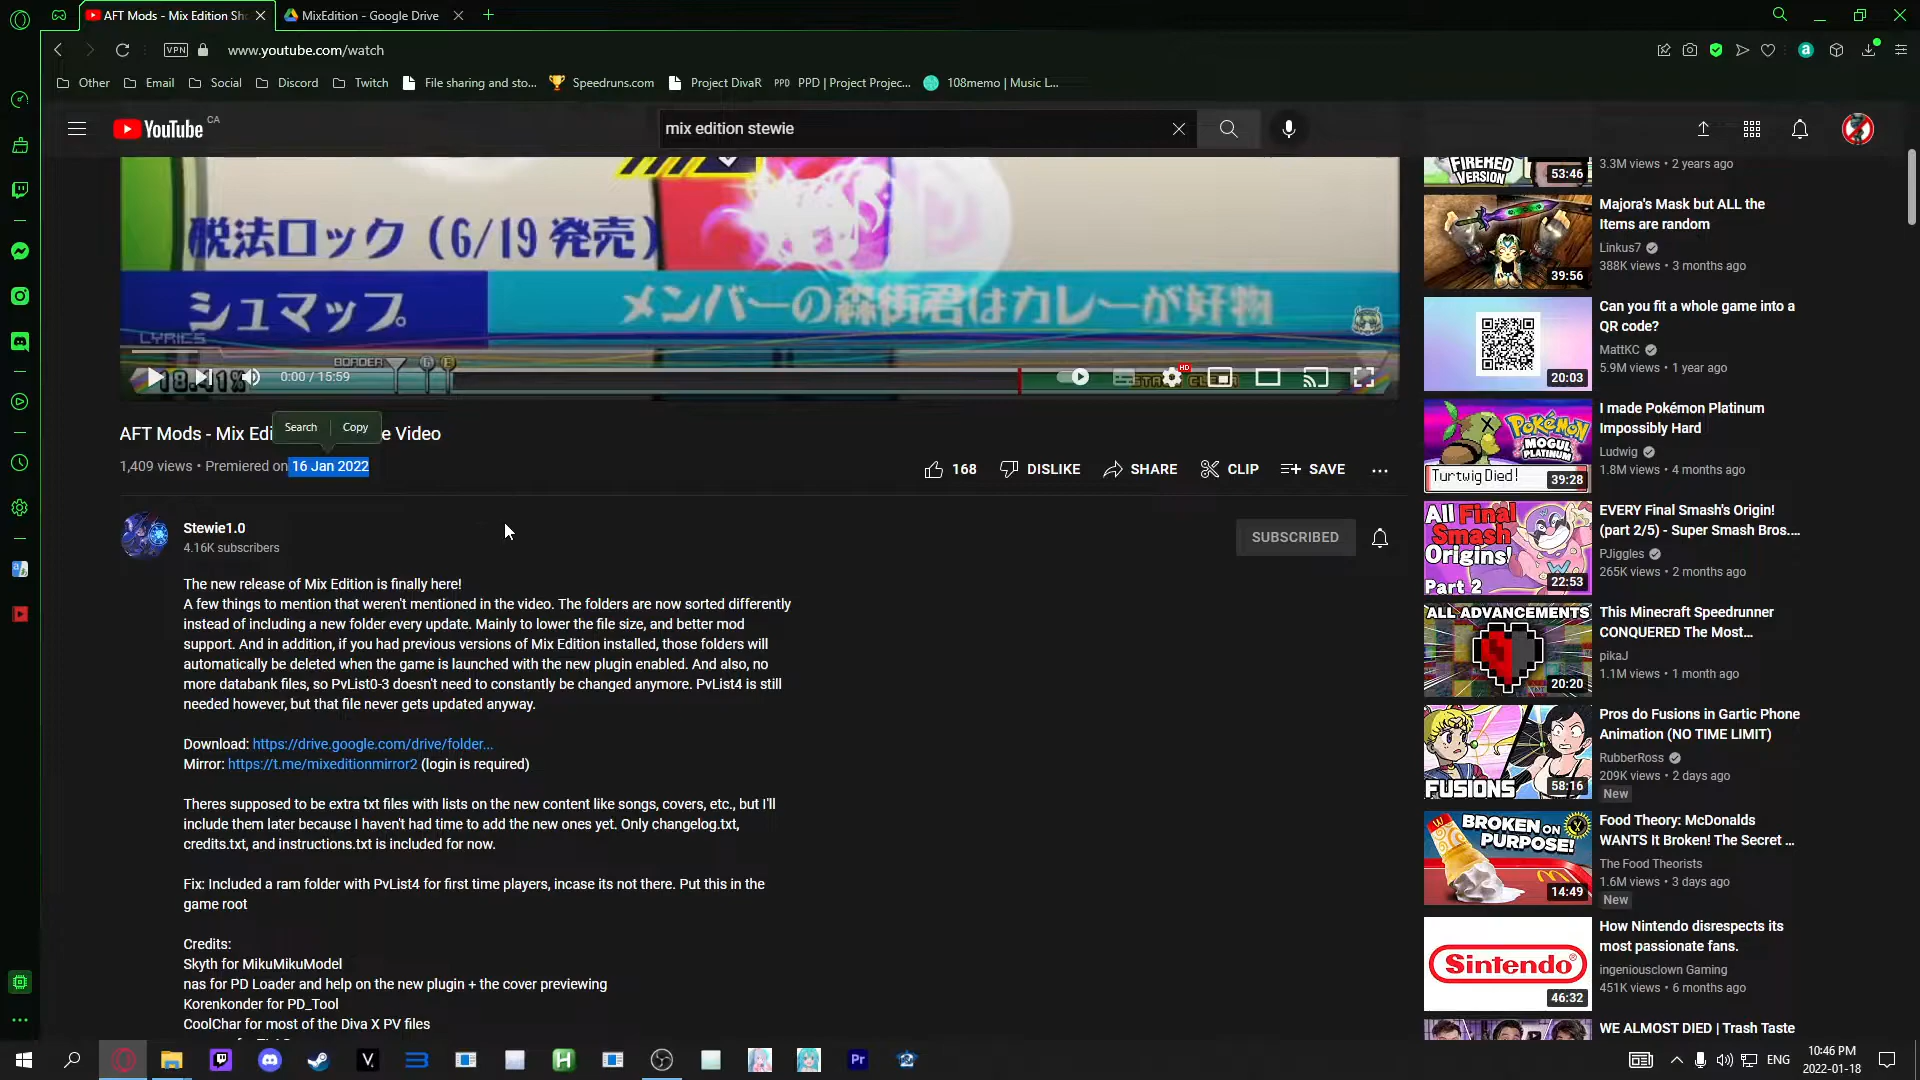 AFT Mods - Mix Edition Sh
MixEdition - Google Drive
VPN
www.youtube.com/watch
Other
Email
Social
Discord
Twitch
File sharing and sto...
Speedruns.com
Project DivaR
PPD
PPD | Project Projec...
108memo | Music L...
YouTube
CA
mix edition stewie
脱法ロック（6/19 発売）
シュマップ。
メンバーの森街君はカレーが好物
LYRICS
BORDER
0:00 / 15:59
HD
AFT Mods - Mix Edi
e Video
Search
Copy
1,409 views • Premiered on 16 Jan 2022
168
DISLIKE
SHARE
CLIP
SAVE
Stewie1.0
4.16K subscribers
SUBSCRIBED
The new release of Mix Edition is finally here!
A few things to mention that weren't mentioned in the video. The folders are now sorted differently
instead of including a new folder every update. Mainly to lower the file size, and better mod
support. And in addition, if you had previous versions of Mix Edition installed, those folders will
automatically be deleted when the game is launched with the new plugin enabled. And also, no
more databank files, so PvList0-3 doesn't need to constantly be changed anymore. PvList4 is still
needed however, but that file never gets updated anyway.
Download: https://drive.google.com/drive/folder...
Mirror: https://t.me/mixeditionmirror2 (login is required)
Theres supposed to be extra txt files with lists on the new content like songs, covers, etc., but I'll
include them later because I haven't had time to add the new ones yet. Only changelog.txt,
credits.txt, and instructions.txt is included for now.
Fix: Included a ram folder with PvList4 for first time players, incase its not there. Put this in the
game root
Credits:
Skyth for MikuMikuModel
nas for PD Loader and help on the new plugin + the cover previewing
Korenkonder for PD_Tool
CoolChar for most of the Diva X PV files
FIRERED
VERSION
53:46
3.3M views • 2 years ago
39:56
Majora's Mask but ALL the
Items are random
Linkus7
388K views • 3 months ago
20:03
Can you fit a whole game into a
QR code?
MattKC
5.9M views • 1 year ago
Pokémon
MOGUL
PLATINUM
Turtwig Died!
39:28
I made Pokémon Platinum
Impossibly Hard
Ludwig
1.8M views • 4 months ago
All Final
Smash
Origins!
Part 2
22:53
EVERY Final Smash's Origin!
(part 2/5) - Super Smash Bros....
PJiggles
265K views • 2 months ago
ALL ADVANCEMENTS
20:20
This Minecraft Speedrunner
CONQUERED The Most...
pikaJ
1.1M views • 1 month ago
FUSIONS
58:16
Pros do Fusions in Gartic Phone
Animation (NO TIME LIMIT)
RubberRoss
209K views • 2 days ago
New
BROKEN ON
PURPOSE!
14:49
Food Theory: McDonalds
WANTS It Broken! The Secret ...
The Food Theorists
1.6M views • 3 days ago
New
Sintendo
46:32
How Nintendo disrespects its
most passionate fans.
ingeniousclown Gaming
451K views • 6 months ago
WE ALMOST DIED | Trash Taste
Pr
ENG
10:46 PM
2022-01-18